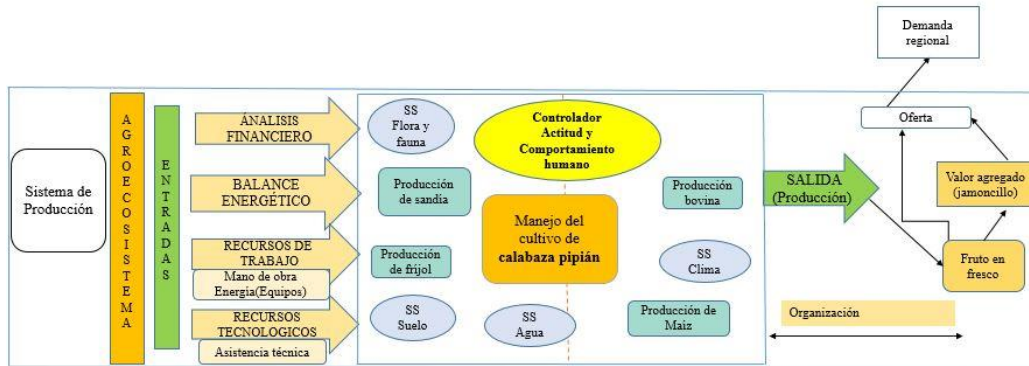 Demanda
regional
Sistema de
Producción
AGROECOSISTEMA
ENTRADAS
ÁNALISIS
FINANCIERO
BALANCE
ENERGÉTICO
RECURSOS DE
TRABAJO
Mano de obra
Energia(Equipos)
RECURSOS
TECNOLOGICOS
Asistencia técnica
SS
Flora y
fauna
Producción
de sandía
Producción
de frijol
SS
Suelo
Controlador
Actitud y
Comportamiento
humano
Manejo del
cultivo de
calabaza pipián
SS
Agua
Producción
bovina
SS
Clima
Producción de
Maíz
SALIDA
(Producción)
Oferta
Valor agregado
(jamoncillo)
Fruto en
fresco
Organización